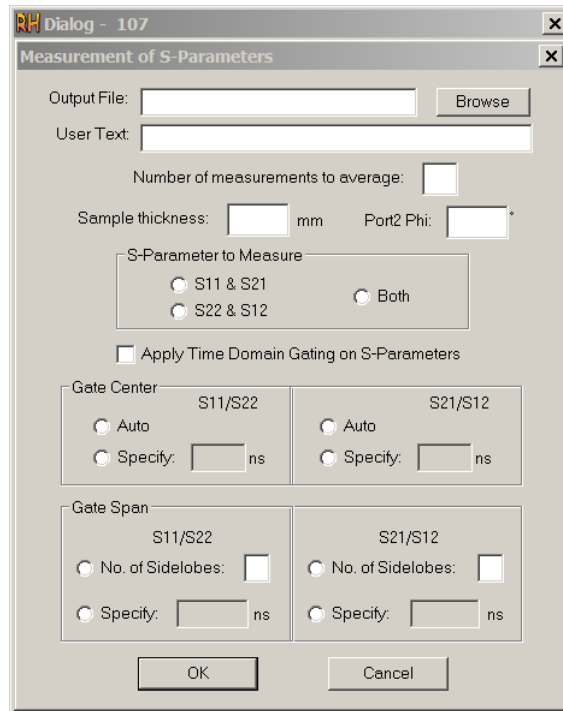 RH Dialog - 107
Measurement of S-Parameters
Output File: Browse
User Text:
Number of measurements to average:
Sample thickness: mm Port2 Phi: °
S-Parameter to Measure
S11 & S21
Both
S22 & S12
Apply Time Domain Gating on S-Parameters
Gate Center
S11/S22 S21/S12
Auto Auto
Specify: ns Specify: ns
Gate Span
S11/S22 S21/S12
No. of Sidelobes: No. of Sidelobes:
Specify: ns Specify: ns
OK Cancel